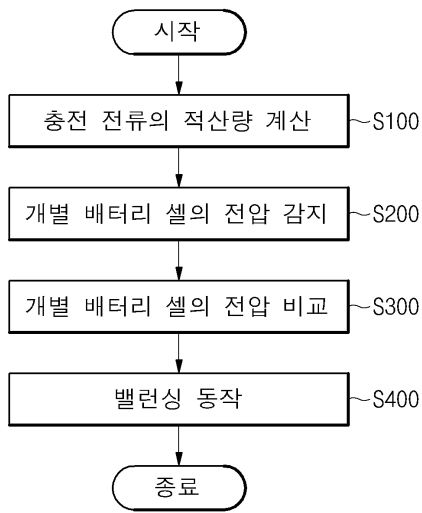 시작
충전 전류의 적산량 계산 S100
개별 배터리 셀의 전압 감지 S200
개별 배터리 셀의 전압 비교 S300
밸런싱 동작 S400
종료